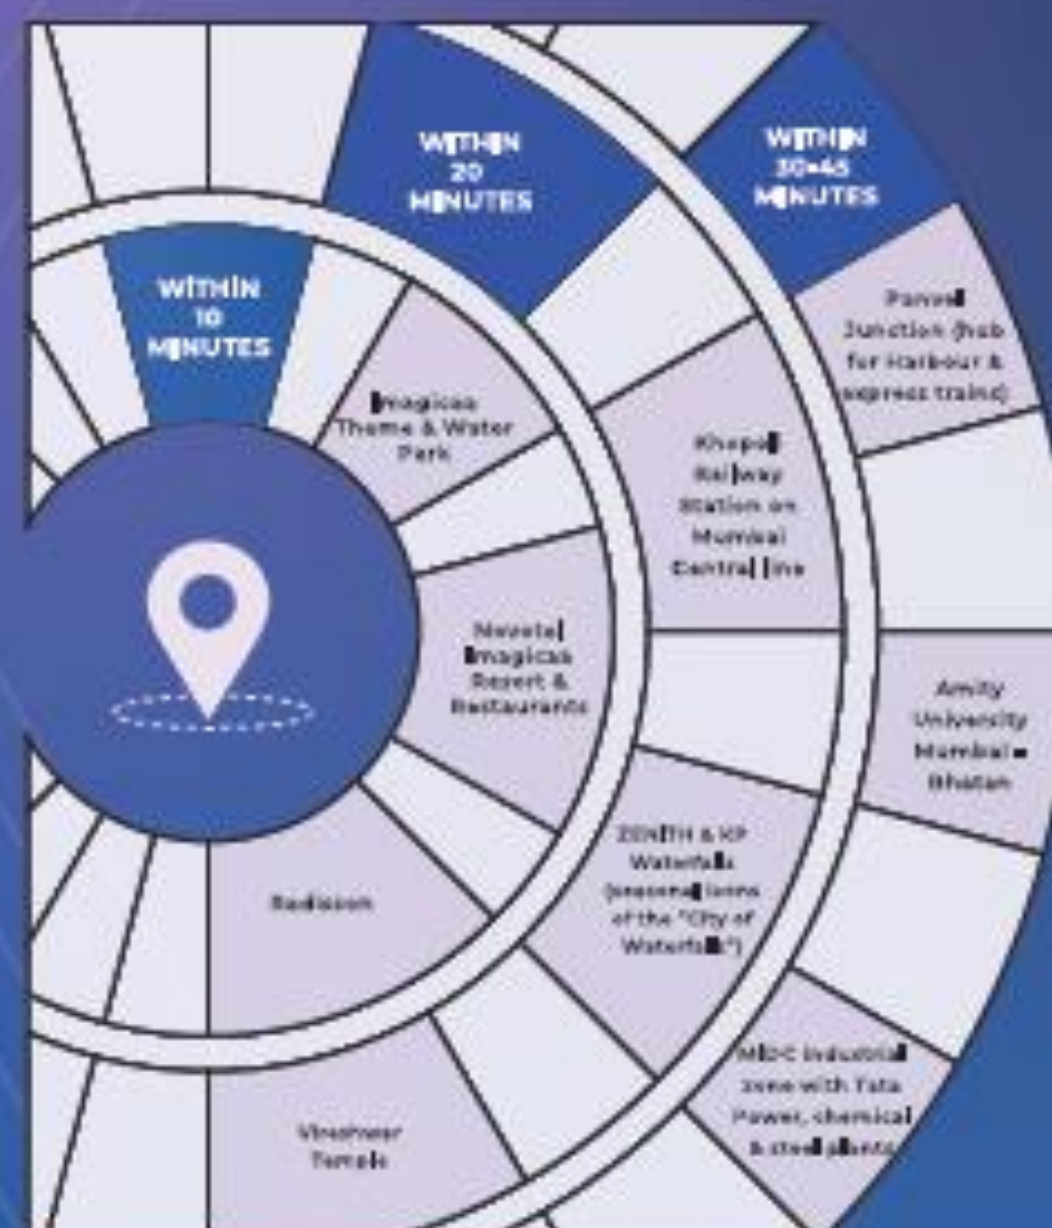 WITHIN
10
MINUTES
Imagicaa
Theme & Water
Park
Novotel
Imagicaa
Resort &
Restaurants
Radisson
WITHIN
20
MINUTES
Khopoli
Railway
Station on
Mumbai
Central line
ZENITH & KP
Waterfalls
(seasonal icons
of the "City of
Waterfalls")
Vireshwar
Temple
WITHIN
30-45
MINUTES
Panvel
Junction (hub
for Harbour &
express trains)
Amity
University
Mumbai -
Bhatan
MIDC industrial
zone with Tata
Power, chemical
& steel plants